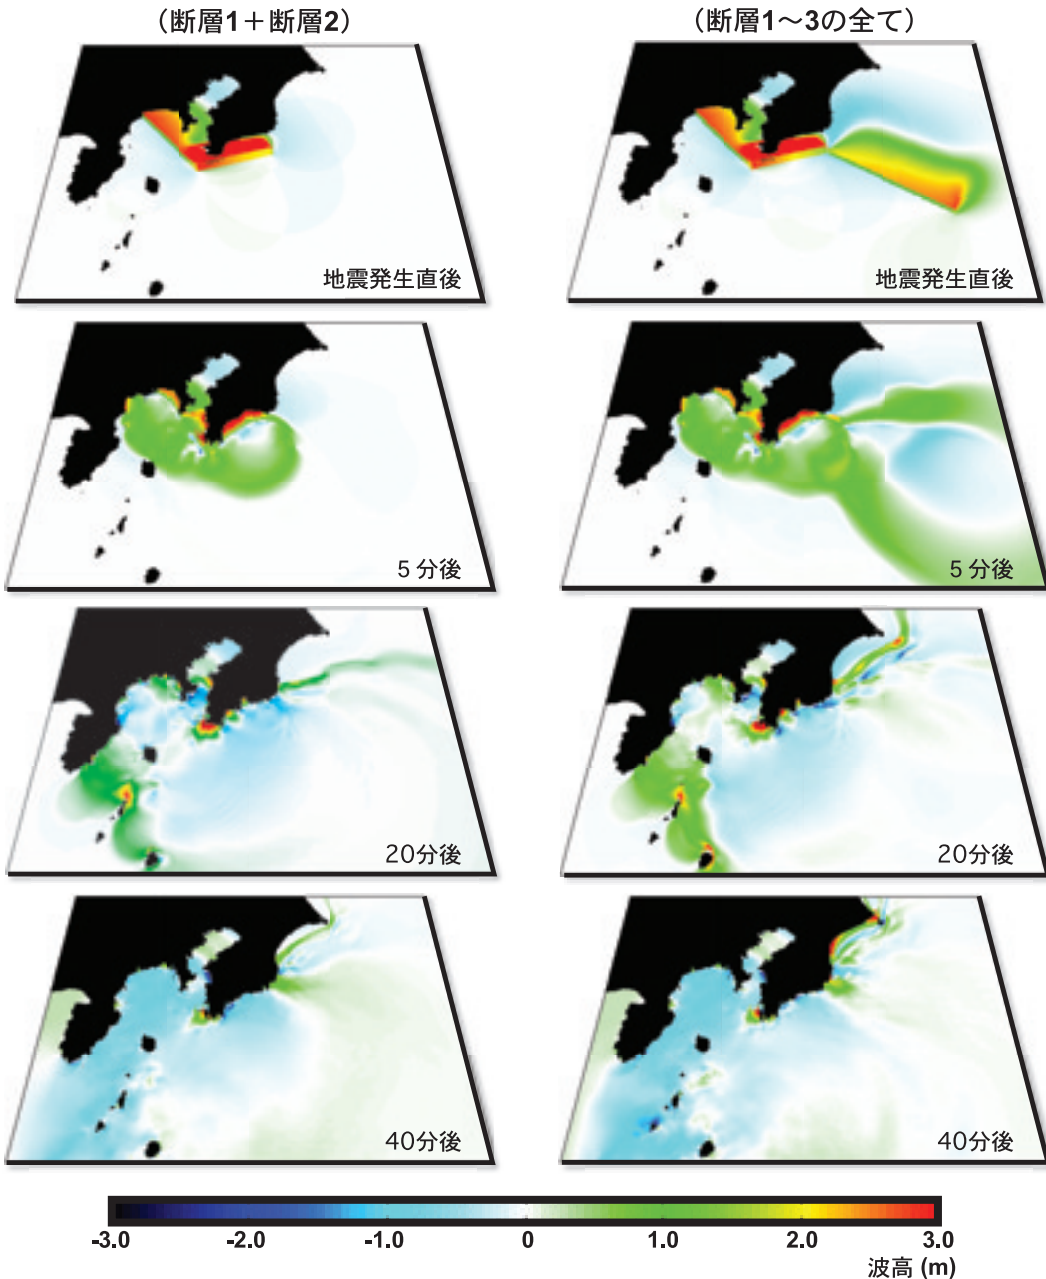 （断層1＋断層2）
（断層1～3の全て）
地震発生直後
地震発生直後
5 分後
5 分後
20分後
20分後
40分後
40分後
-3.0 -2.0 -1.0 0 1.0 2.0 3.0
波高 (m)